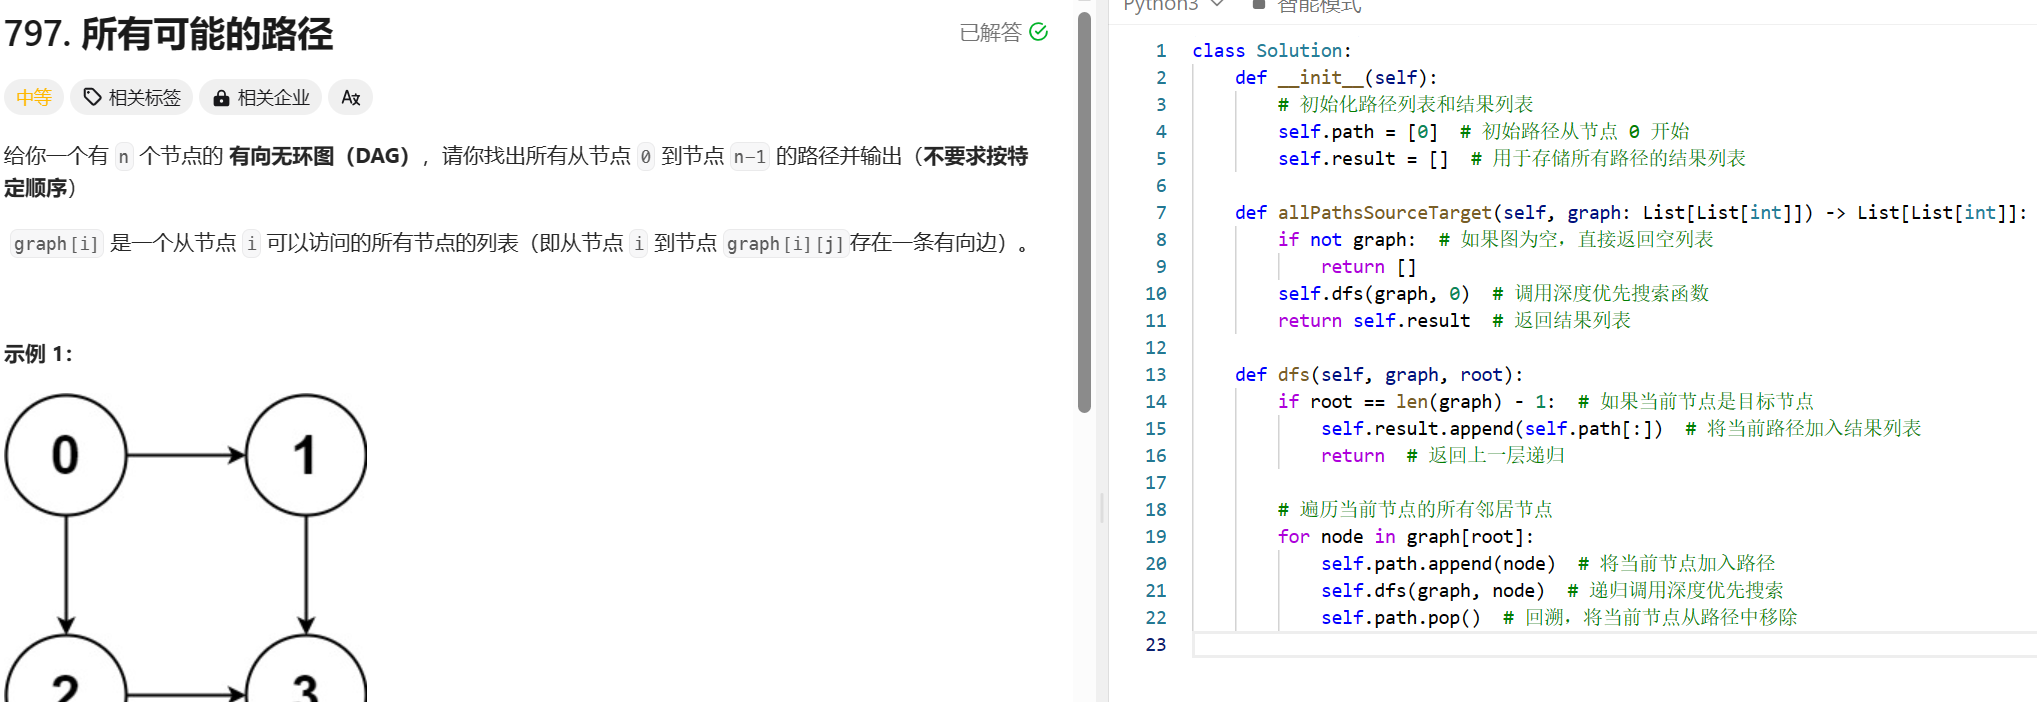 797. 所有可能的路径
已解答
中等
相关标签
相关企业
给你一个有 n 个节点的 有向无环图（DAG），请你找出所有从节点 0 到节点 n-1 的路径并输出（不要求按特
定顺序）
graph[i] 是一个从节点 i 可以访问的所有节点的列表（即从节点 i 到节点 graph[i][j]存在一条有向边）。
示例 1：
0
1
2
3
Python3
智能模式
1 class Solution:
2     def __init__(self):
3         # 初始化路径列表和结果列表
4         self.path = [0]  # 初始路径从节点 0 开始
5         self.result = []  # 用于存储所有路径的结果列表
6
7     def allPathsSourceTarget(self, graph: List[List[int]]) -> List[List[int]]:
8         if not graph:  # 如果图为空，直接返回空列表
9             return []
10         self.dfs(graph, 0)  # 调用深度优先搜索函数
11         return self.result  # 返回结果列表
12
13     def dfs(self, graph, root):
14         if root == len(graph) - 1:  # 如果当前节点是目标节点
15             self.result.append(self.path[:])  # 将当前路径加入结果列表
16             return  # 返回上一层递归
17
18         # 遍历当前节点的所有邻居节点
19         for node in graph[root]:
20             self.path.append(node)  # 将当前节点加入路径
21             self.dfs(graph, node)  # 递归调用深度优先搜索
22             self.path.pop()  # 回溯，将当前节点从路径中移除
23